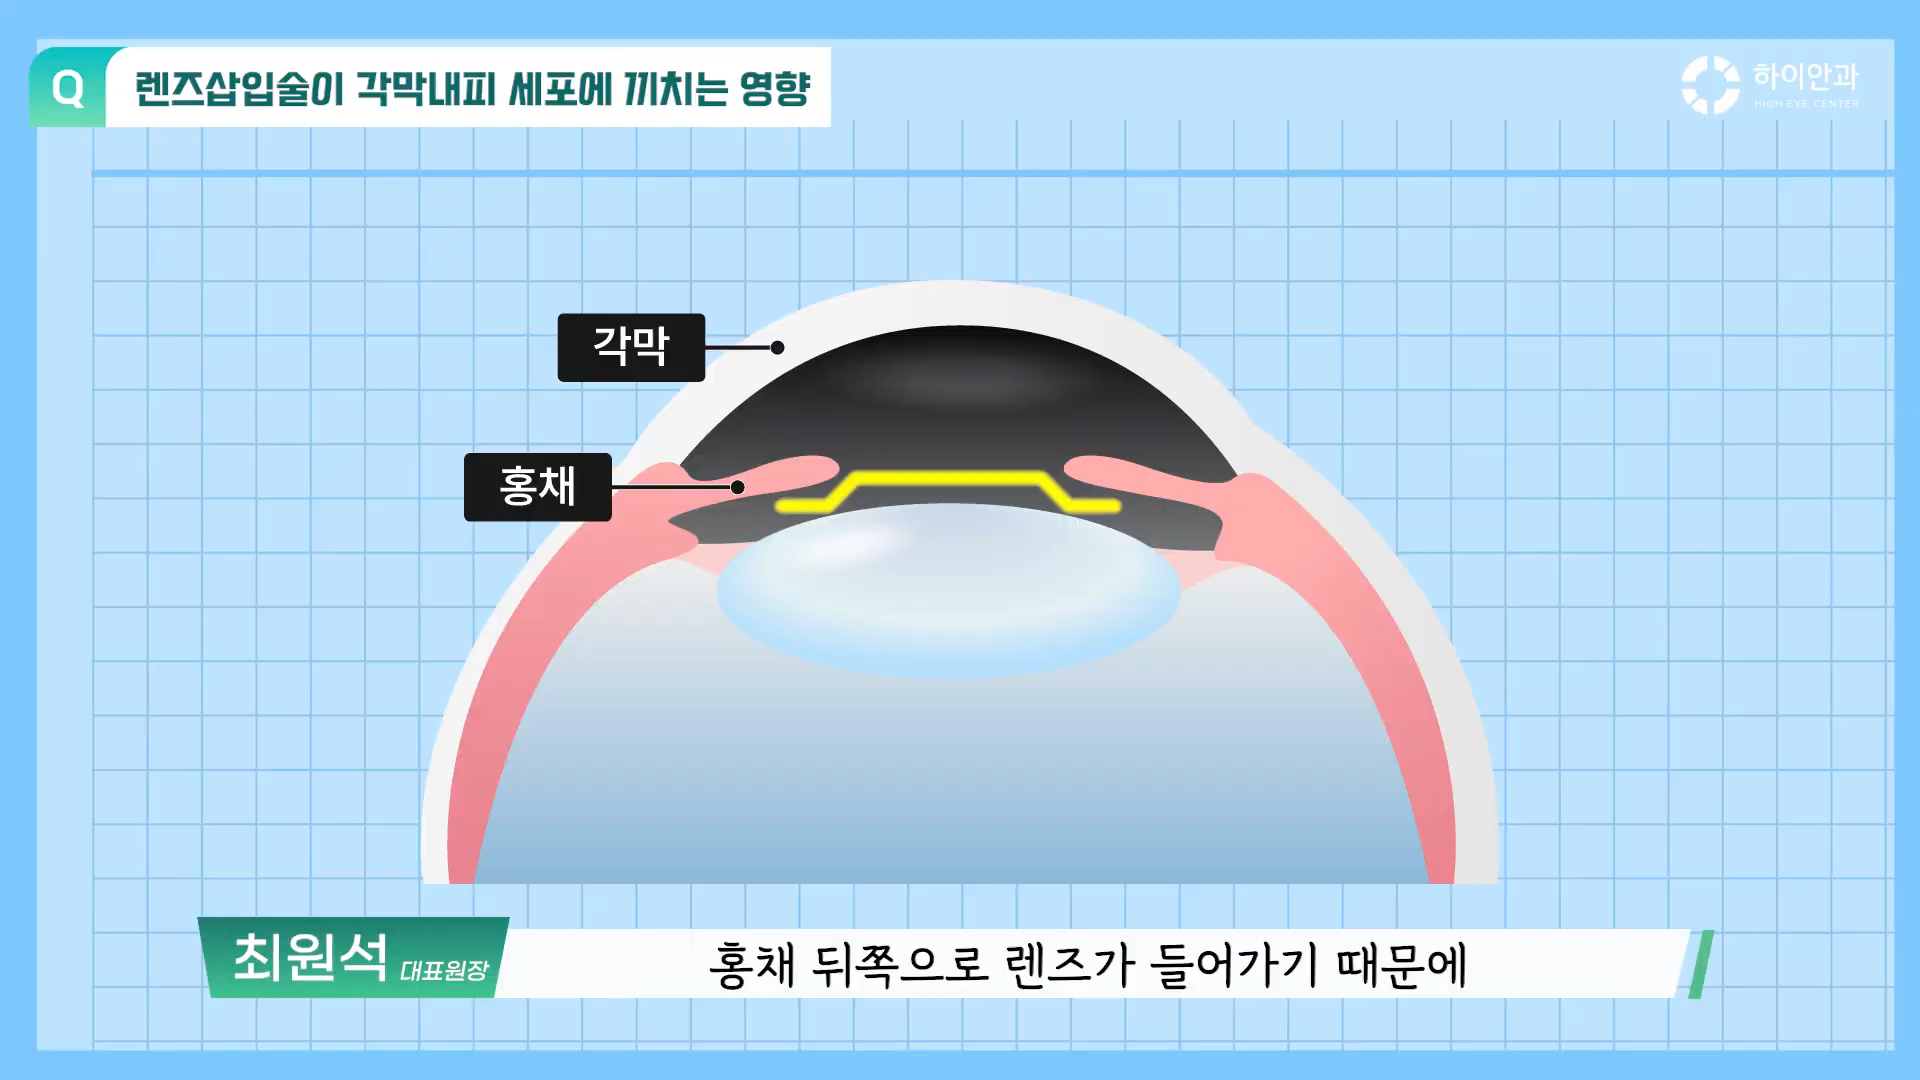 Q 렌즈삽입술이 각막내피 세포에 끼치는 영향
하이안과
HIGH EYE CENTER
각막
홍채
최원석 대표원장
홍채 뒤쪽으로 렌즈가 들어가기 때문에